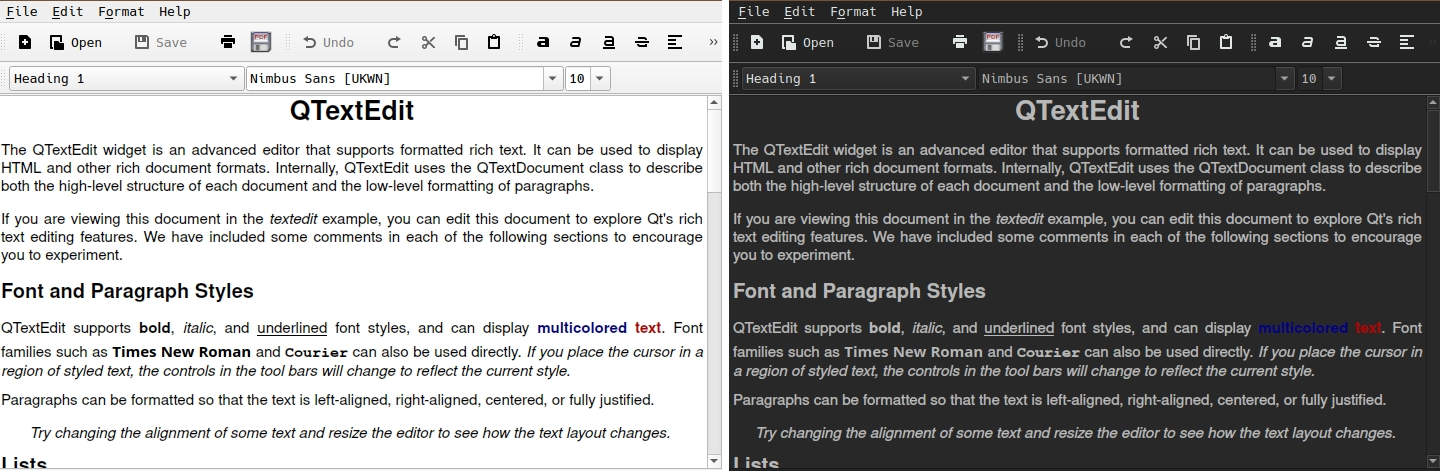 File Edit Format Help
Open Save PDF Undo a a a S »
Heading 1 Nimbus Sans [UKWN] 10
QTextEdit
The QTextEdit widget is an advanced editor that supports formatted rich text. It can be used to display
HTML and other rich document formats. Internally, QTextEdit uses the QTextDocument class to describe
both the high-level structure of each document and the low-level formatting of paragraphs.
If you are viewing this document in the textedit example, you can edit this document to explore Qt's rich
text editing features. We have included some comments in each of the following sections to encourage
you to experiment.
Font and Paragraph Styles
QTextEdit supports bold, italic, and underlined font styles, and can display multicolored text. Font
families such as Times New Roman and Courier can also be used directly. If you place the cursor in a
region of styled text, the controls in the tool bars will change to reflect the current style.
Paragraphs can be formatted so that the text is left-aligned, right-aligned, centered, or fully justified.
Try changing the alignment of some text and resize the editor to see how the text layout changes.
Lists
File Edit Format Help
Open Save PDF Undo a a a S
Heading 1 Nimbus Sans [UKWN] 10
QTextEdit
The QTextEdit widget is an advanced editor that supports formatted rich text. It can be used to display
HTML and other rich document formats. Internally, QTextEdit uses the QTextDocument class to describe
both the high-level structure of each document and the low-level formatting of paragraphs.
If you are viewing this document in the textedit example, you can edit this document to explore Qt's rich
text editing features. We have included some comments in each of the following sections to encourage
you to experiment.
Font and Paragraph Styles
QTextEdit supports bold, italic, and underlined font styles, and can display multicolored text. Font
families such as Times New Roman and Courier can also be used directly. If you place the cursor in
a region of styled text, the controls in the tool bars will change to reflect the current style.
Paragraphs can be formatted so that the text is left-aligned, right-aligned, centered, or fully justified.
Try changing the alignment of some text and resize the editor to see how the text layout changes.
Lists